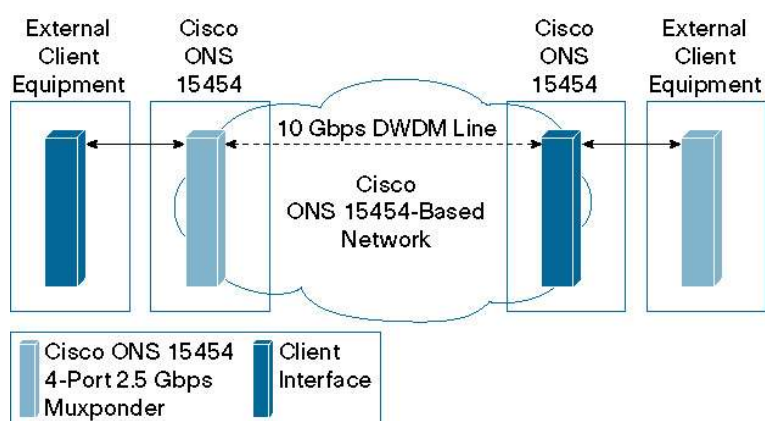 External
Client
Equipment
Cisco
ONS
15454
Cisco
ONS
15454
External
Client
Equipment
10 Gbps DWDM Line
Cisco
ONS 15454-Based
Network
Cisco ONS 15454
4-Port 2.5 Gbps
Muxponder
Client
Interface